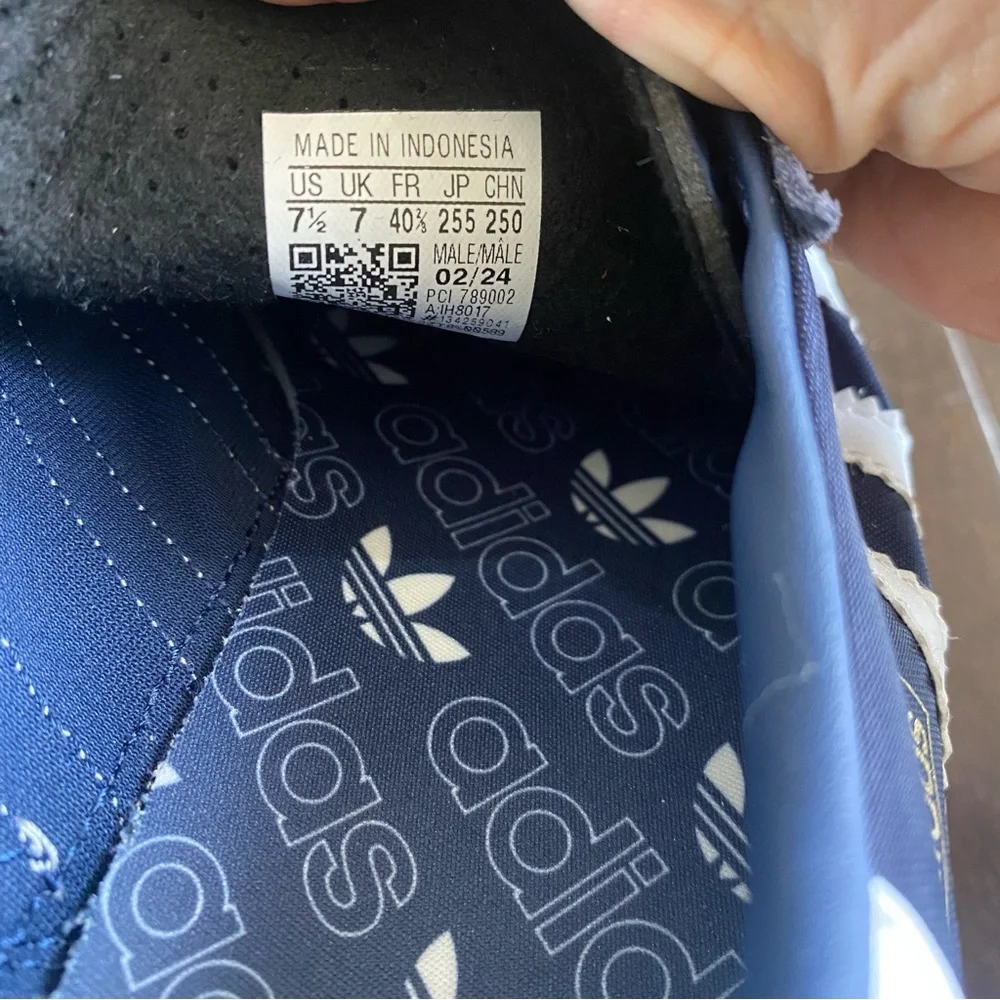 MADE IN INDONESIA
US UK FR JP CHN
7½ 7 40⅔ 255 250
MALE/MÂLE
02/24
PCI 789002
A:IH8017
#:134259041
adidas
adidas
adidas
adidas